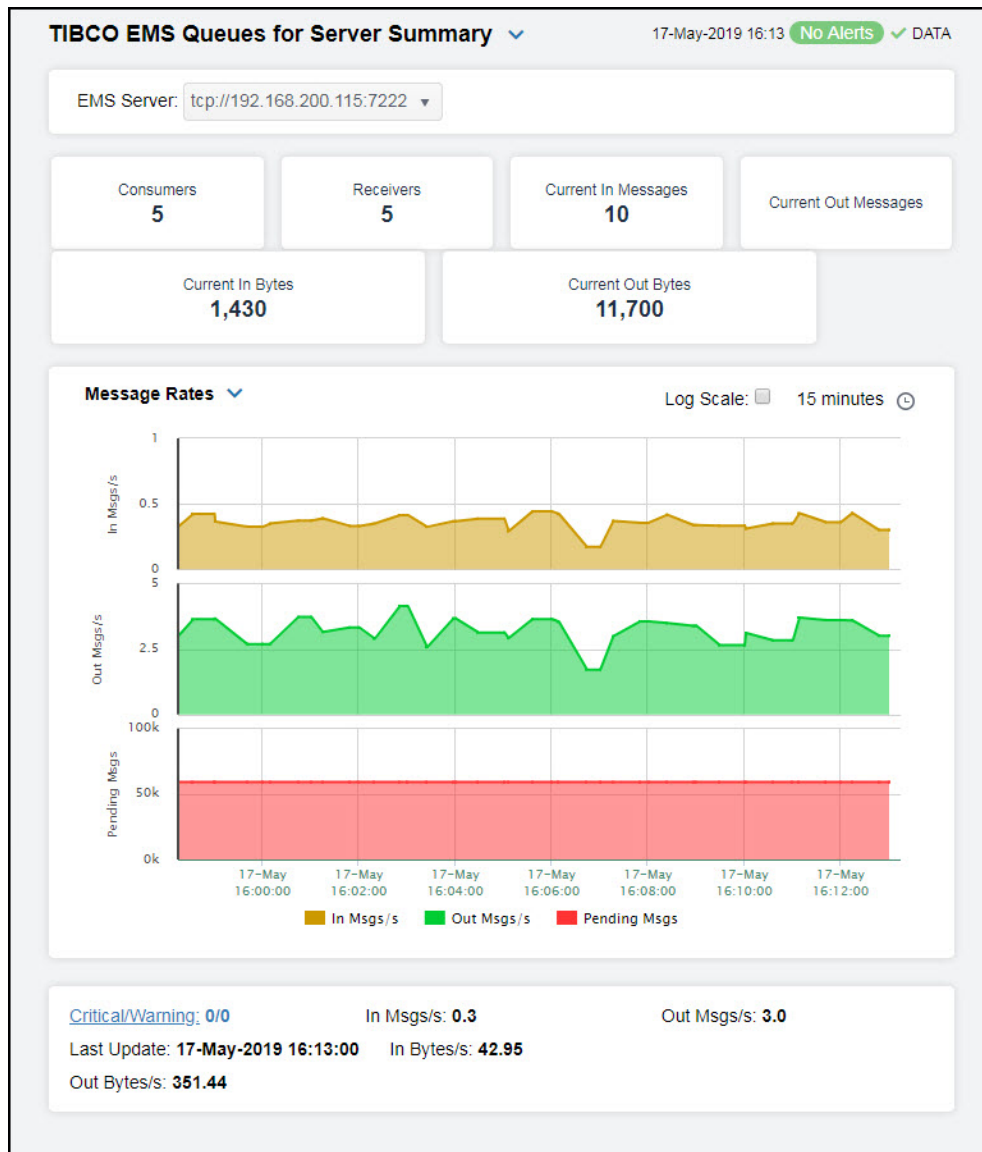 TIBCO EMS Queues for Server Summary 17-May-2019 16:13 No Alerts DATA
EMS Server: tcp://192.168.200.115:7222
Consumers Receivers Current In Messages Current Out Messages
5 5 10
Current In Bytes Current Out Bytes
1,430 11,700
Message Rates Log Scale: 15 minutes
1
0.5
0
In Msgs/s
5
2.5
0
Out Msgs/s
100k
50k
0k
Pending Msgs
17-May 17-May 17-May 17-May 17-May 17-May 17-May
16:00:00 16:02:00 16:04:00 16:06:00 16:08:00 16:10:00 16:12:00
In Msgs/s Out Msgs/s Pending Msgs
Critical/Warning: 0/0 In Msgs/s: 0.3 Out Msgs/s: 3.0
Last Update: 17-May-2019 16:13:00 In Bytes/s: 42.95
Out Bytes/s: 351.44